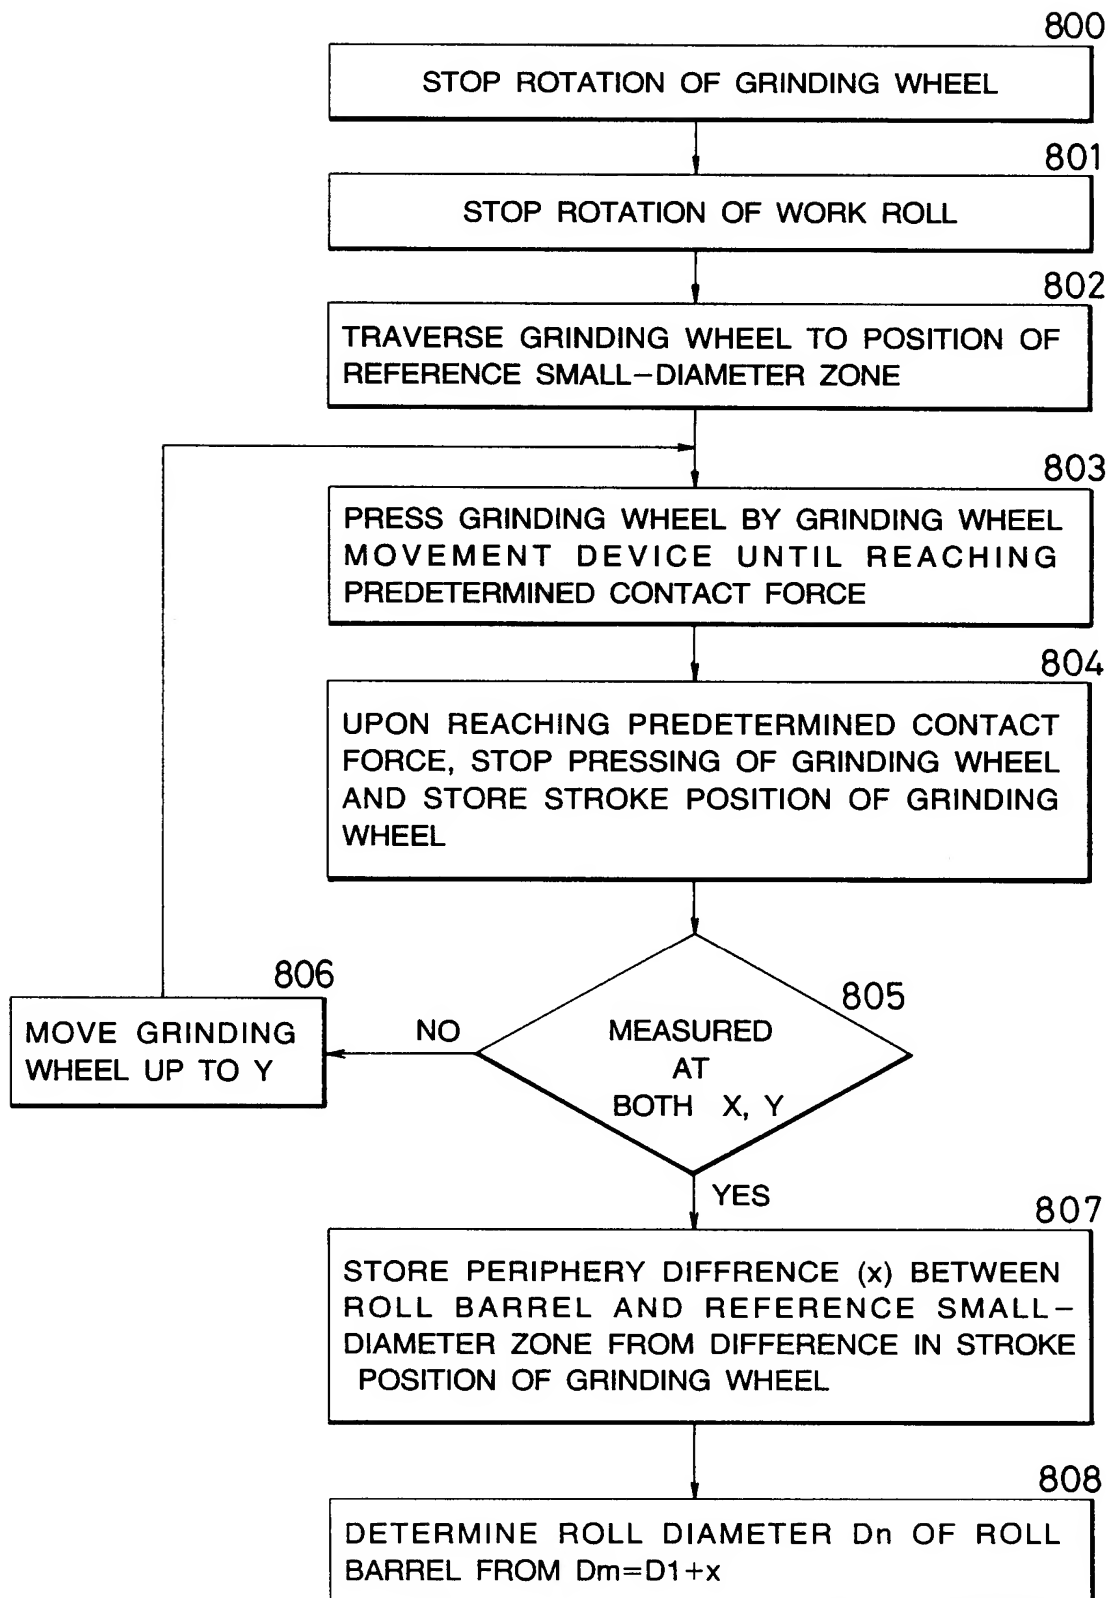 800
STOP ROTATION OF GRINDING WHEEL
801
STOP ROTATION OF WORK ROLL
802
TRAVERSE GRINDING WHEEL TO POSITION OF
REFERENCE SMALL-DIAMETER ZONE
803
PRESS GRINDING WHEEL BY GRINDING WHEEL
MOVEMENT DEVICE UNTIL REACHING
PREDETERMINED CONTACT FORCE
804
UPON REACHING PREDETERMINED CONTACT
FORCE, STOP PRESSING OF GRINDING WHEEL
AND STORE STROKE POSITION OF GRINDING
WHEEL
805
MEASURED
AT
BOTH X, Y
NO
806
MOVE GRINDING
WHEEL UP TO Y
YES
807
STORE PERIPHERY DIFFRENCE (x) BETWEEN
ROLL BARREL AND REFERENCE SMALL-
DIAMETER ZONE FROM DIFFERENCE IN STROKE
POSITION OF GRINDING WHEEL
808
DETERMINE ROLL DIAMETER Dn OF ROLL
BARREL FROM Dm=D1+x